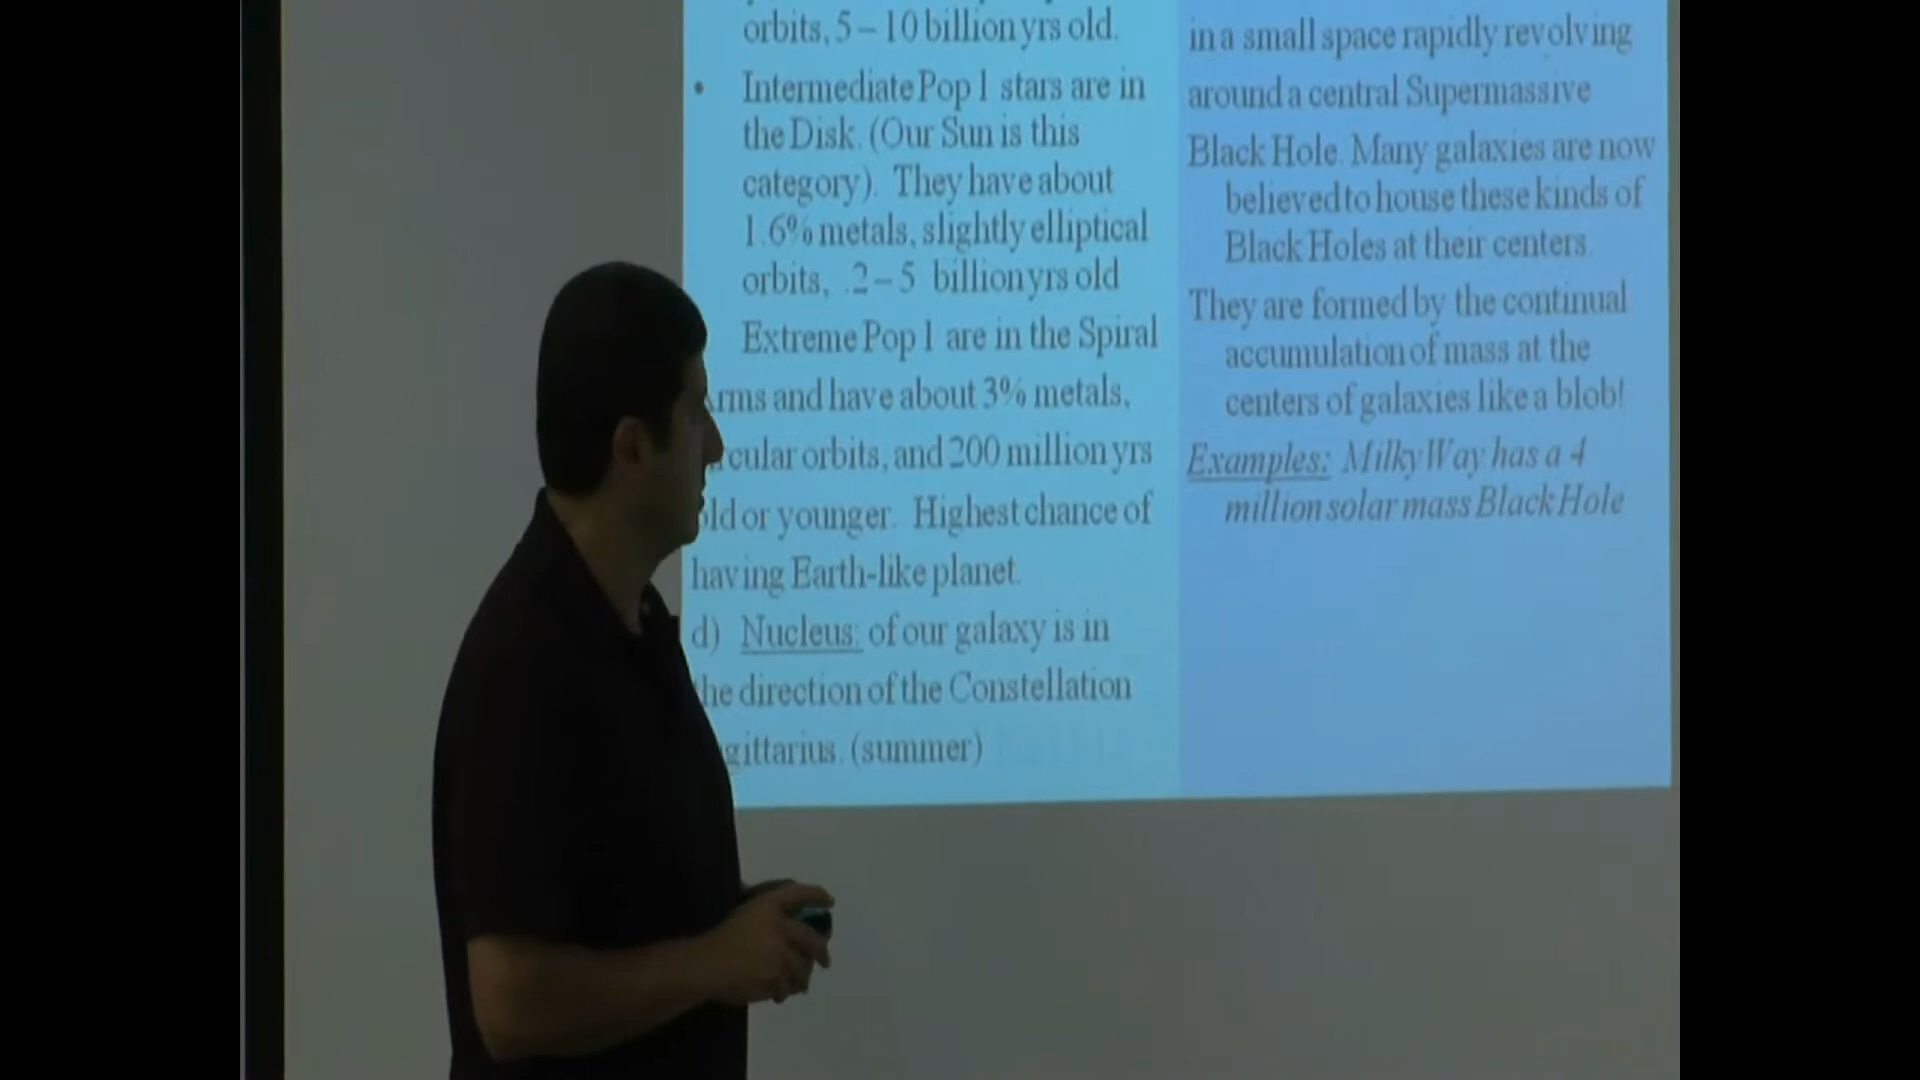 orbits, 5 – 10 billion yrs old.
• Intermediate Pop I stars are in
the Disk. (Our Sun is this
category). They have about
1.6% metals, slightly elliptical
orbits, .2 – 5 billion yrs old
Extreme Pop I are in the Spiral
rms and have about 3% metals,
cular orbits, and 200 million yrs
ld or younger. Highest chance of
having Earth-like planet.
d) Nucleus: of our galaxy is in
he direction of the Constellation
gittarius. (summer)
in a small space rapidly revolving
around a central Supermassive
Black Hole. Many galaxies are now
believed to house these kinds of
Black Holes at their centers.
They are formed by the continual
accumulation of mass at the
centers of galaxies like a blob!
Examples: Milky Way has a 4
million solar mass Black Hole